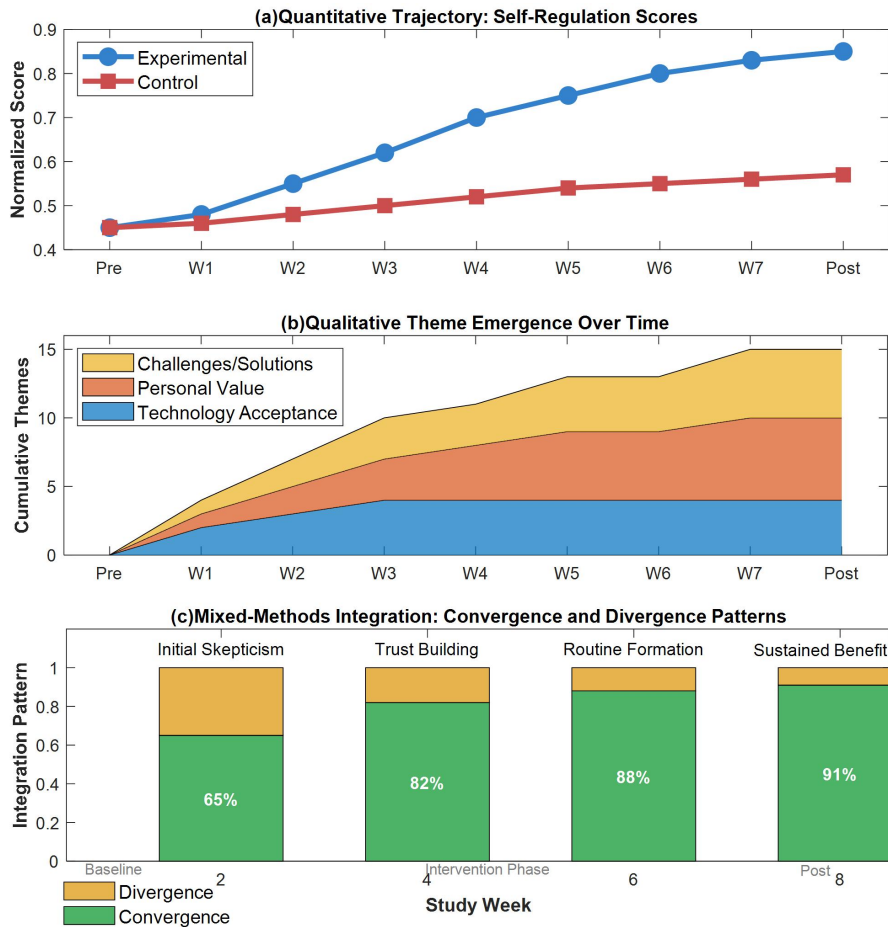 (a)Quantitative Trajectory: Self-Regulation Scores
0.9
0.8
0.7
0.6
0.5
0.4
Normalized Score
Experimental
Control
Pre W1 W2 W3 W4 W5 W6 W7 Post
(b)Qualitative Theme Emergence Over Time
15
10
5
0
Cumulative Themes
Challenges/Solutions
Personal Value
Technology Acceptance
Pre W1 W2 W3 W4 W5 W6 W7 Post
(c)Mixed-Methods Integration: Convergence and Divergence Patterns
Initial Skepticism Trust Building Routine Formation Sustained Benefit
1
0.8
0.6
0.4
0.2
0
Integration Pattern
65% 82% 88% 91%
Baseline Intervention Phase Post
2 4 6 8
Study Week
Divergence
Convergence